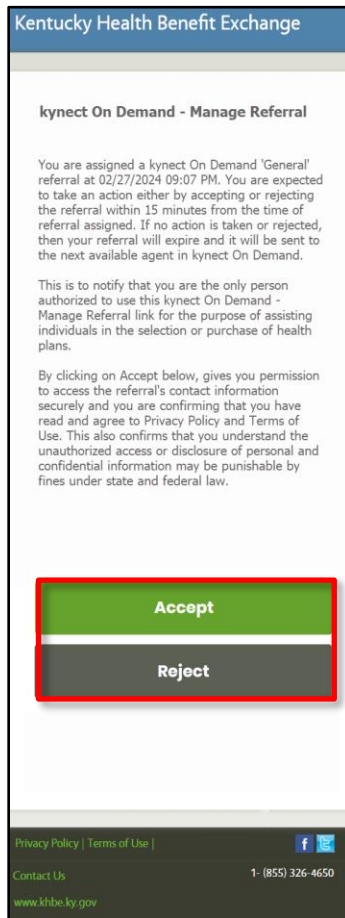 Kentucky Health Benefit Exchange
kynect On Demand - Manage Referral
You are assigned a kynect On Demand 'General'
referral at 02/27/2024 09:07 PM. You are expected
to take an action either by accepting or rejecting
the referral within 15 minutes from the time of
referral assigned. If no action is taken or rejected,
then your referral will expire and it will be sent to
the next available agent in kynect On Demand.
This is to notify that you are the only person
authorized to use this kynect On Demand -
Manage Referral link for the purpose of assisting
individuals in the selection or purchase of health
plans.
By clicking on Accept below, gives you permission
to access the referral's contact information
securely and you are confirming that you have
read and agree to Privacy Policy and Terms of
Use. This also confirms that you understand the
unauthorized access or disclosure of personal and
confidential information may be punishable by
fines under state and federal law.
Accept
Reject
Privacy Policy | Terms of Use |
Contact Us 1- (855) 326-4650
www.khbe.ky.gov